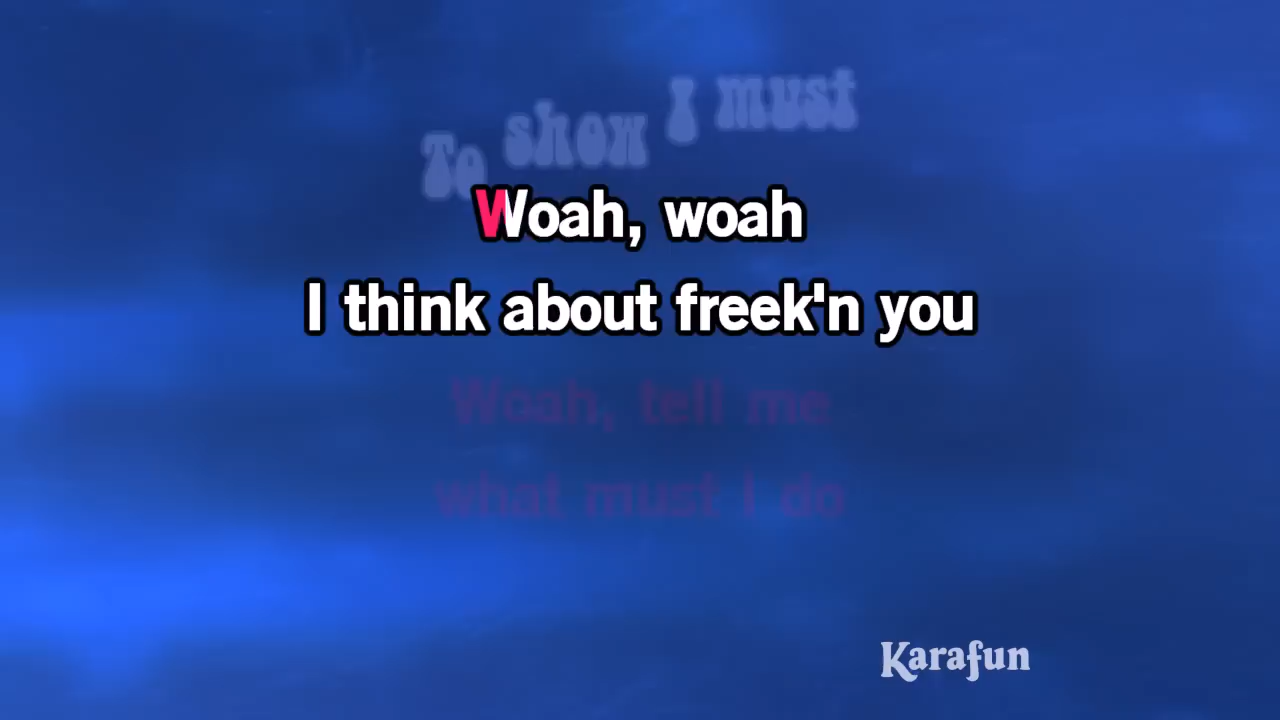 To show I must
Woah, woah
I think about freek'n you
Woah, tell me
what must I do
Karafun